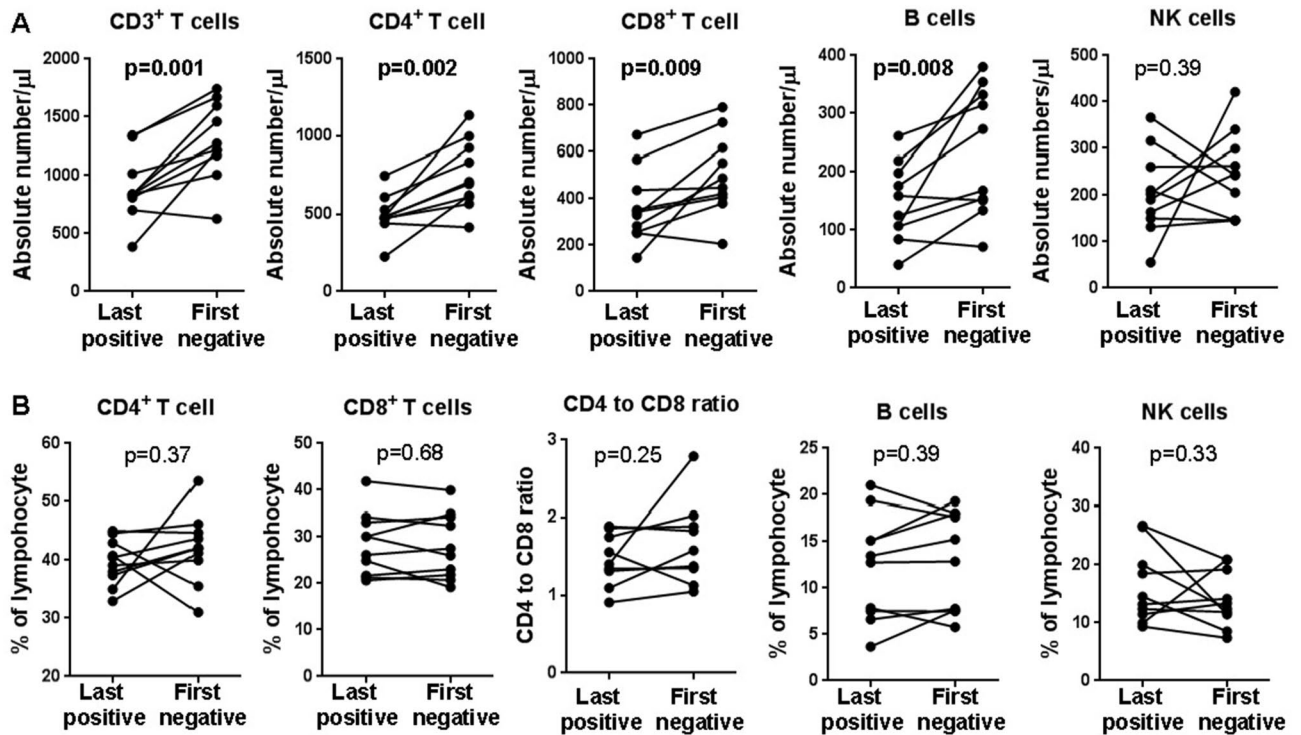 A
CD3+ T cells
CD4+ T cell
CD8+ T cell
B cells
NK cells
p=0.001
p=0.002
p=0.009
p=0.008
p=0.39
Absolute number/μl
2000
1500
1000
500
0
Absolute number/μl
1500
1000
500
0
Absolute number/μl
1000
800
600
400
200
0
Absolute numbers/μl
400
300
200
100
0
Absolute numbers/μl
500
400
300
200
100
0
Last positive
First negative
Last positive
First negative
Last positive
First negative
Last positive
First negative
Last positive
First negative
B
CD4+ T cell
CD8+ T cells
CD4 to CD8 ratio
B cells
NK cells
p=0.37
p=0.68
p=0.25
p=0.39
p=0.33
% of lympohocyte
60
50
40
30
20
% of lympohocyte
50
40
30
20
10
0
CD4 to CD8 ratio
3
2
1
0
% of lympohocyte
25
20
15
10
5
0
% of lympohocyte
40
30
20
10
0
Last positive
First negative
Last positive
First negative
Last positive
First negative
Last positive
First negative
Last positive
First negative